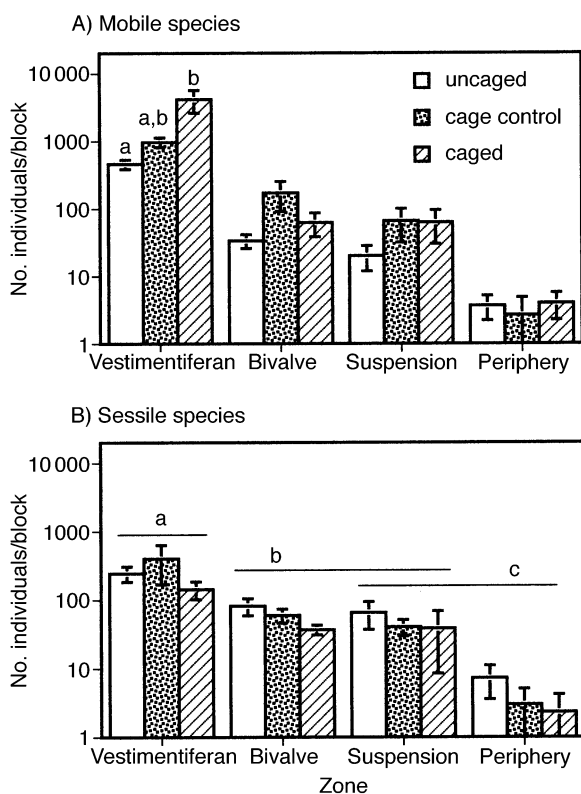 A) Mobile species
No. individuals/block
10 000
1000
100
10
1
a
a,b
b
uncaged
cage control
caged
Vestimentiferan Bivalve Suspension Periphery
B) Sessile species
No. individuals/block
10 000
1000
100
10
1
a
b
c
Vestimentiferan Bivalve Suspension Periphery
Zone